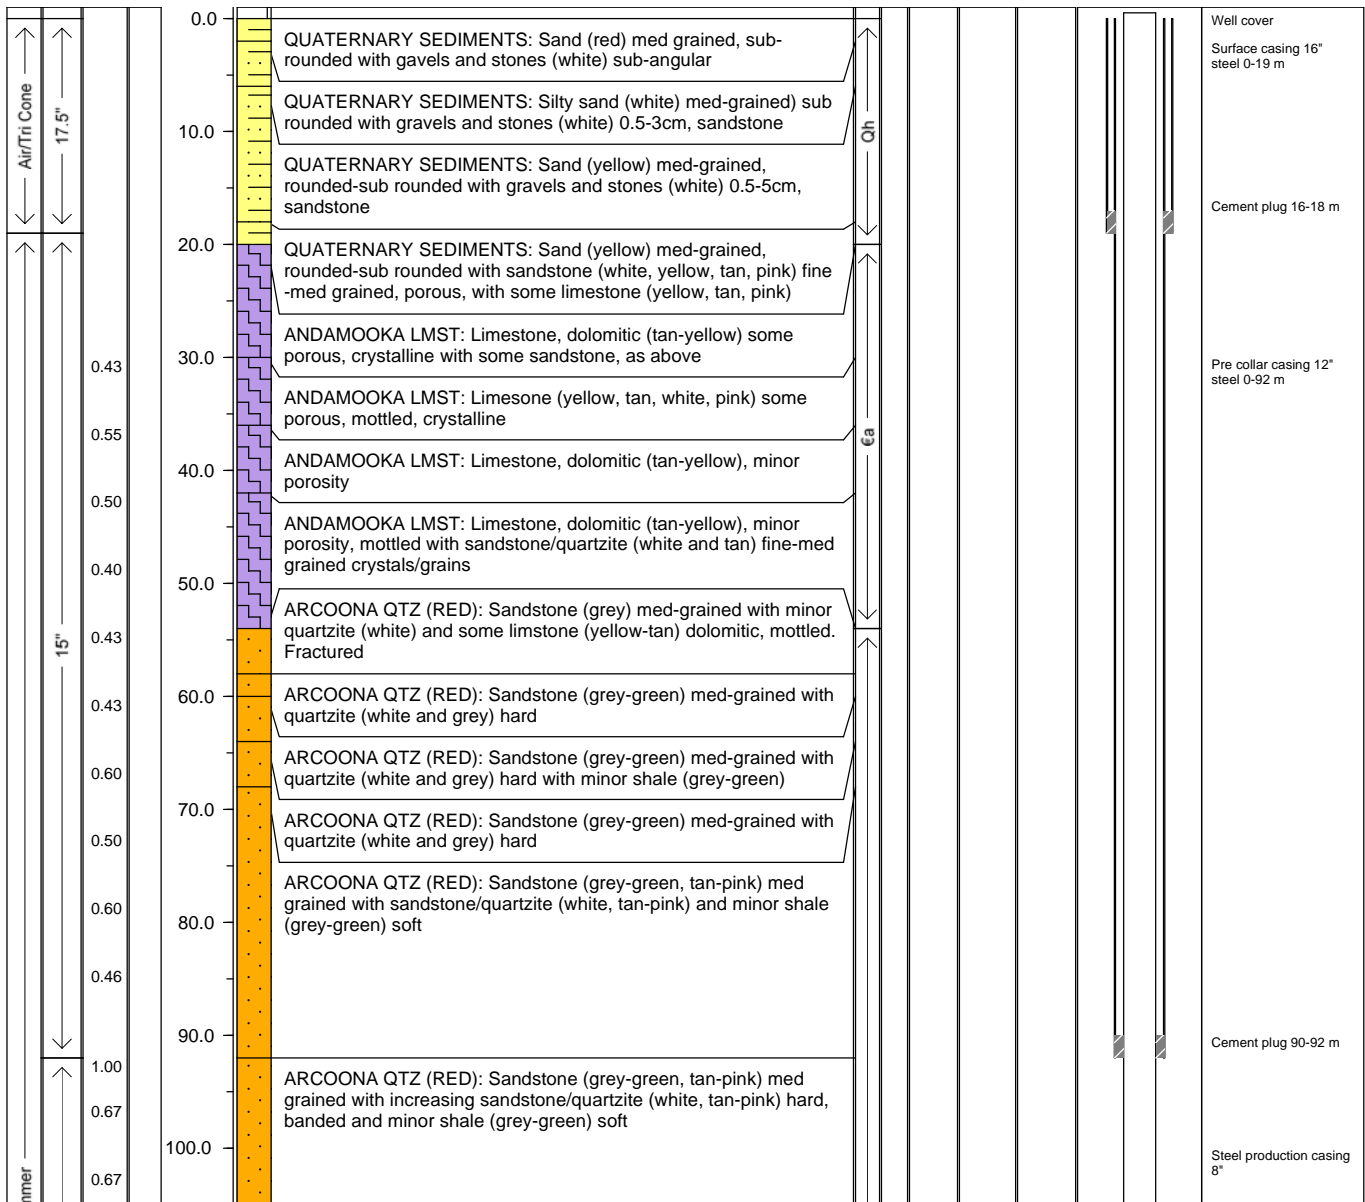 Air/Tri Cone
mmer
17.5"
15"
0.43
0.55
0.50
0.40
0.43
0.43
0.60
0.50
0.60
0.46
1.00
0.67
0.67
0.0
10.0
20.0
30.0
40.0
50.0
60.0
70.0
80.0
90.0
100.0
QUATERNARY SEDIMENTS: Sand (red) med grained, sub-
rounded with gavels and stones (white) sub-angular
QUATERNARY SEDIMENTS: Silty sand (white) med-grained) sub
rounded with gravels and stones (white) 0.5-3cm, sandstone
QUATERNARY SEDIMENTS: Sand (yellow) med-grained,
rounded-sub rounded with gravels and stones (white) 0.5-5cm,
sandstone
QUATERNARY SEDIMENTS: Sand (yellow) med-grained,
rounded-sub rounded with sandstone (white, yellow, tan, pink) fine
-med grained, porous, with some limestone (yellow, tan, pink)
ANDAMOOKA LMST: Limestone, dolomitic (tan-yellow) some
porous, crystalline with some sandstone, as above
ANDAMOOKA LMST: Limesone (yellow, tan, white, pink) some
porous, mottled, crystalline
ANDAMOOKA LMST: Limestone, dolomitic (tan-yellow), minor
porosity
ANDAMOOKA LMST: Limestone, dolomitic (tan-yellow), minor
porosity, mottled with sandstone/quartzite (white and tan) fine-med
grained crystals/grains
ARCOONA QTZ (RED): Sandstone (grey) med-grained with minor
quartzite (white) and some limstone (yellow-tan) dolomitic, mottled.
Fractured
ARCOONA QTZ (RED): Sandstone (grey-green) med-grained with
quartzite (white and grey) hard
ARCOONA QTZ (RED): Sandstone (grey-green) med-grained with
quartzite (white and grey) hard with minor shale (grey-green)
ARCOONA QTZ (RED): Sandstone (grey-green) med-grained with
quartzite (white and grey) hard
ARCOONA QTZ (RED): Sandstone (grey-green, tan-pink) med
grained with sandstone/quartzite (white, tan-pink) and minor shale
(grey-green) soft
ARCOONA QTZ (RED): Sandstone (grey-green, tan-pink) med
grained with increasing sandstone/quartzite (white, tan-pink) hard,
banded and minor shale (grey-green) soft
Qh
€a
Well cover
Surface casing 16"
steel 0-19 m
Cement plug 16-18 m
Pre collar casing 12"
steel 0-92 m
Cement plug 90-92 m
Steel production casing
8"